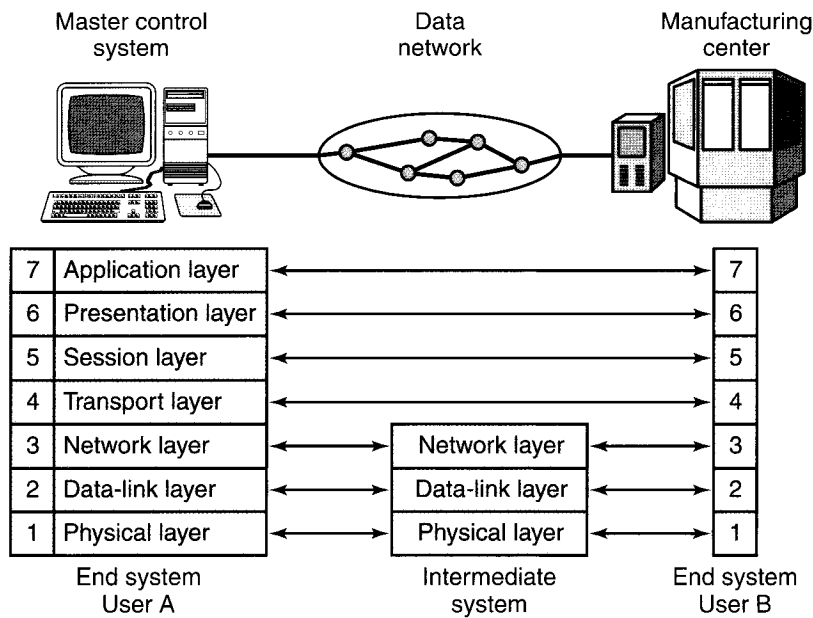 Master control
system
Data
network
Manufacturing
center
7 Application layer 7
6 Presentation layer 6
5 Session layer 5
4 Transport layer 4
3 Network layer Network layer 3
2 Data-link layer Data-link layer 2
1 Physical layer Physical layer 1
End system
User A
Intermediate
system
End system
User B